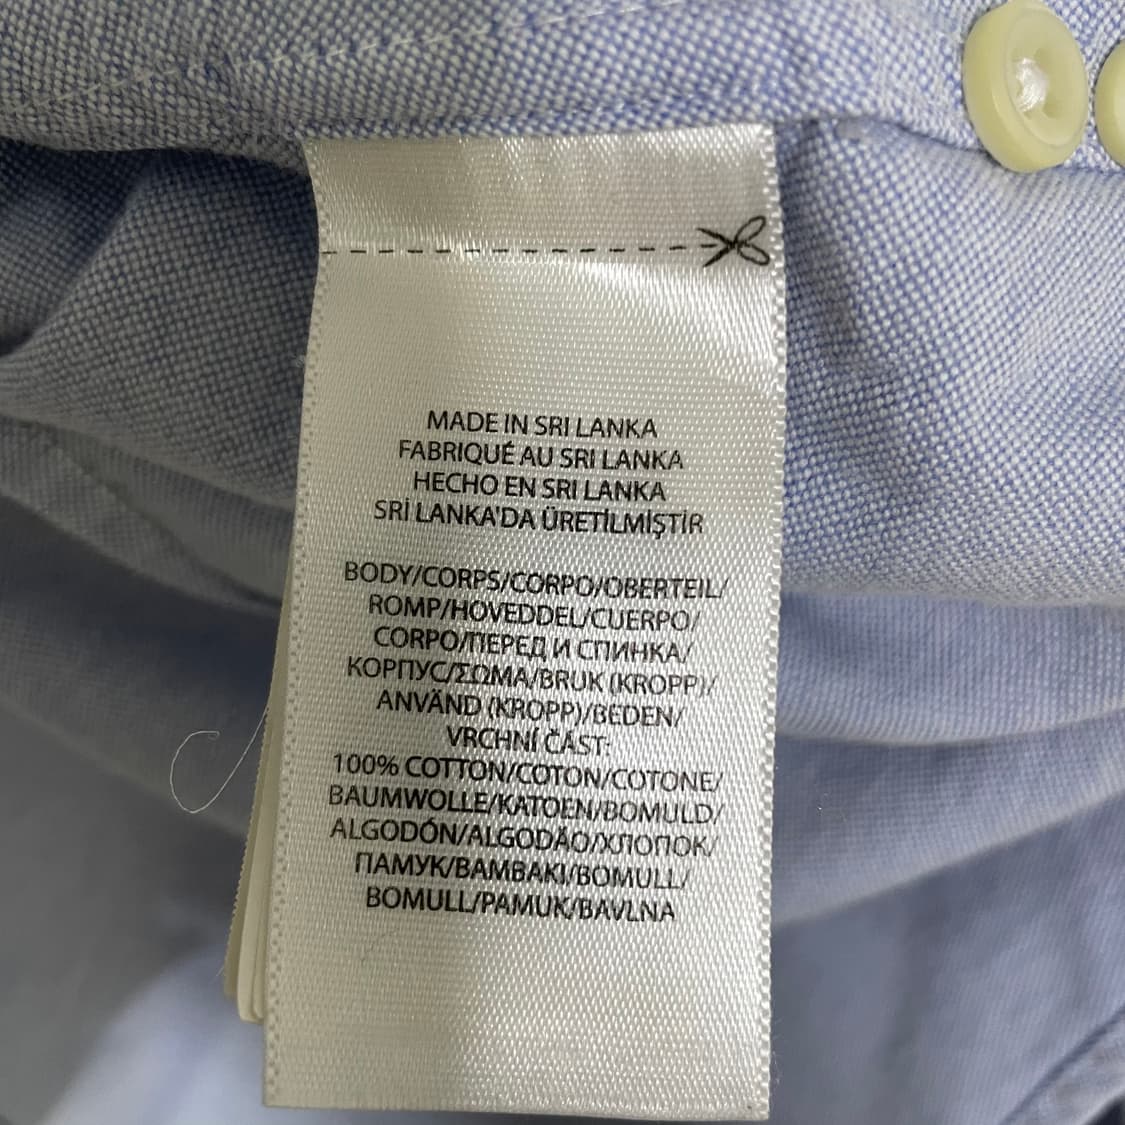 MADE IN SRI LANKA
FABRIQUÉ AU SRI LANKA
HECHO EN SRI LANKA
SRİ LANKA'DA ÜRETİLMİŞTİR
BODY/CORPS/CORPO/OBERTEIL/
ROMP/HOVEDDEL/CUERPO/
CORPO/ПЕРЕД И СПИНКА/
КОРПУС/ΣΩΜΑ/BRUK (KROPP)/
ANVÄND (KROPP)/BEDEN/
VRCHNÍ ČÁST:
100% COTTON/COTON/COTONE/
BAUMWOLLE/KATOEN/BOMULD/
ALGODÓN/ALGODÃO/ХЛОПОК/
ПАМУК/ΒΑΜΒΑΚΙ/BOMULL/
BOMULL/PAMUK/BAVLNA